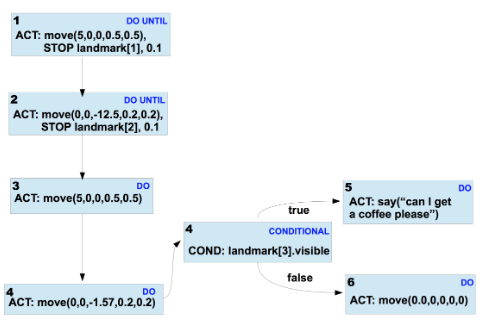 1 DO UNTIL
ACT: move(5,0,0,0.5,0.5),
STOP landmark[1], 0.1
2 DO UNTIL
ACT: move(0,0,-12.5,0.2,0.2),
STOP landmark[2], 0.1
3 DO
ACT: move(5,0,0,0.5,0.5)
4 DO
ACT: move(0,0,-1.57,0.2,0.2)
4 CONDITIONAL
COND: landmark[3].visible
true
false
5 DO
ACT: say(“can I get
a coffee please”)
6 DO
ACT: move(0.0,0,0,0,0)